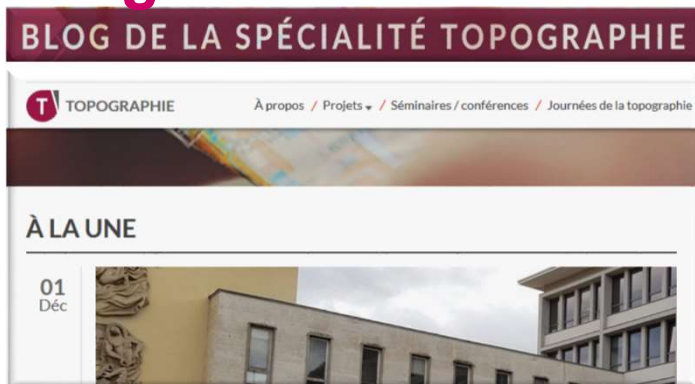 BLOG DE LA SPÉCIALITÉ TOPOGRAPHIE
T TOPOGRAPHIE À propos / Projets / Séminaires / conférences / Journées de la topographie
À LA UNE
01
Déc